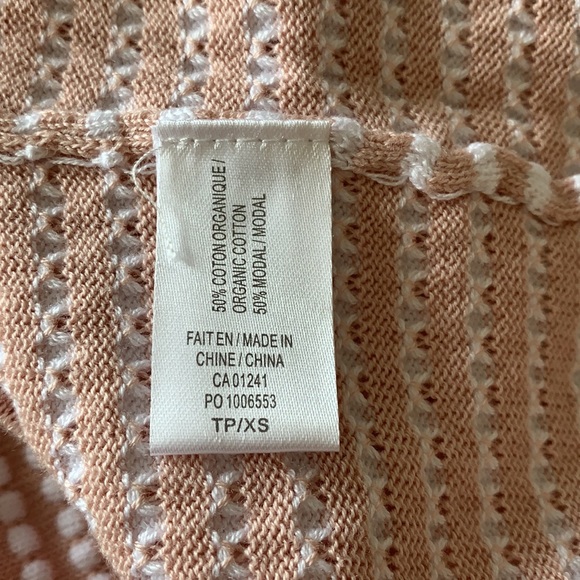 50% COTON ORGANIQUE /
ORGANIC COTTON
50% MODAL / MODAL
FAIT EN / MADE IN
CHINE / CHINA
CA 01241
PO 1006553
TP/XS